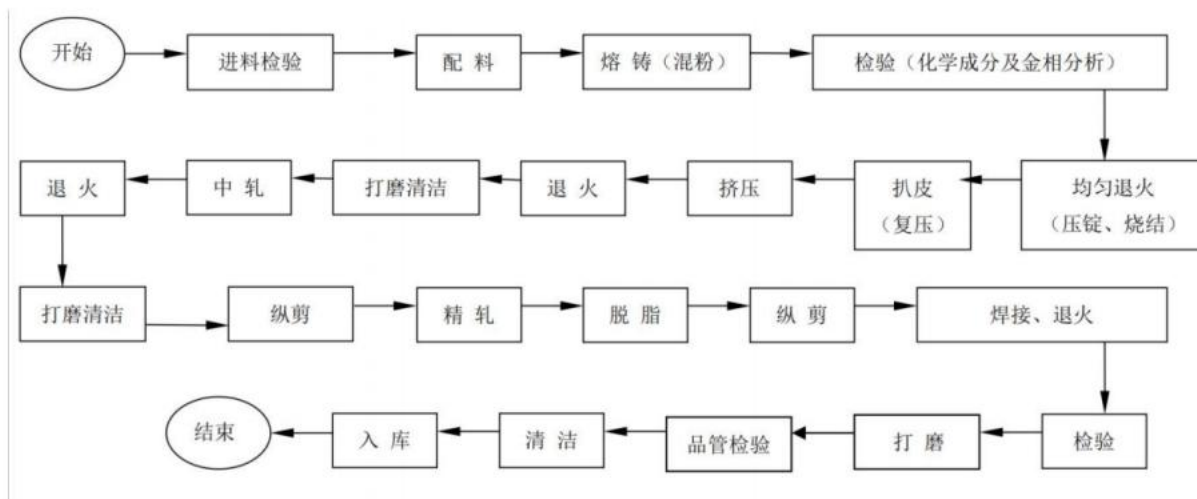 开始
进料检验
配 料
熔 铸（混粉）
检验（化学成分及金相分析）
均匀退火
（压锭、烧结）
扒皮
（复压）
挤压
退 火
打磨清洁
中 轧
退 火
打磨清洁
纵剪
精 轧
脱 脂
纵 剪
焊接、退火
检验
打 磨
品管检验
清 洁
入 库
结束